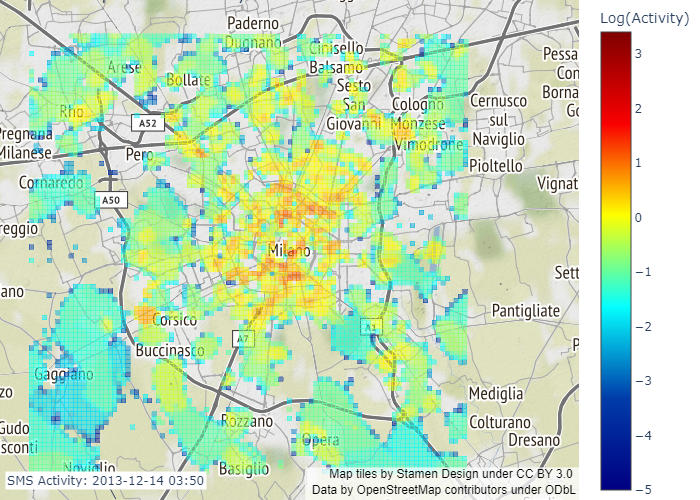 Log(Activity)
3
2
1
0
−1
−2
−3
−4
−5
Paderno
Dugnano
Cinisello
Balsamo
Sesto
San
Giovanni
Arese
Bollate
Rho
A52
Pero
Cologno
Monzese
Vimodrone
Cernusco
sul
Naviglio
Pioltello
Pessa
Con
Borna
Go
Pregnana
Milanese
Cornaredo
A50
reggio
Vignat
Milano
Sett
ano
Corsico
A7
A1
Pantigliate
Buccinasco
P
Gaggiano
zo
Gudo
sconti
Rozzano
Opera
Mediglia
Colturano
Dresano
Noviglio
Basiglio
SMS Activity: 2013-12-14 03:50
Map tiles by Stamen Design under CC BY 3.0
Data by OpenStreetMap contributors under ODbL